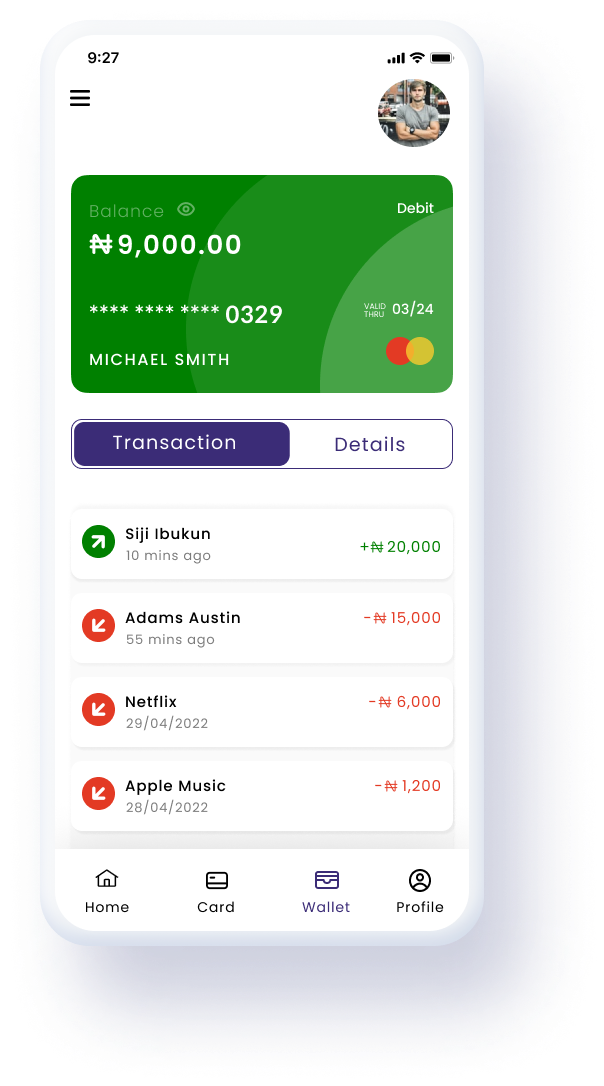 9:27
Balance
₦9,000.00
Debit
**** **** **** 0329
VALID THRU 03/24
MICHAEL SMITH
Transaction
Details
Siji Ibukun
10 mins ago
+₦20,000
Adams Austin
55 mins ago
-₦15,000
Netflix
29/04/2022
-₦6,000
Apple Music
28/04/2022
-₦1,200
Home
Card
Wallet
Profile